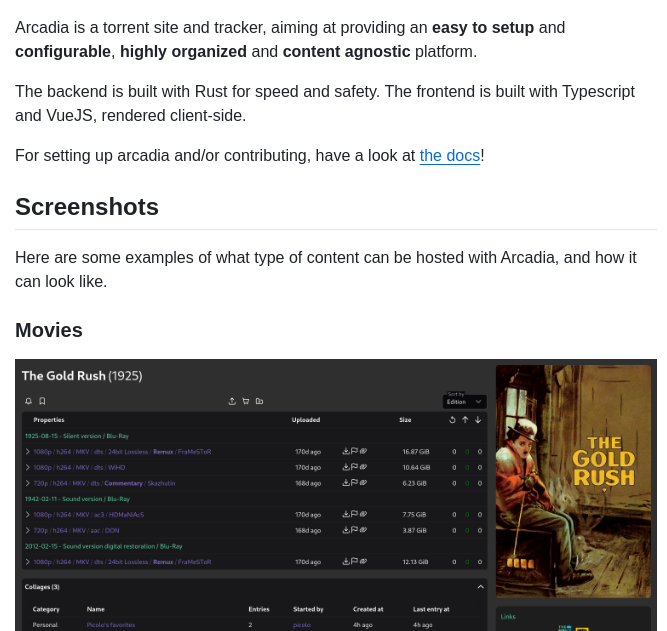 Arcadia is a torrent site and tracker, aiming at providing an easy to setup and
configurable, highly organized and content agnostic platform.
The backend is built with Rust for speed and safety. The frontend is built with Typescript
and VueJS, rendered client-side.
For setting up arcadia and/or contributing, have a look at the docs!
Screenshots
Here are some examples of what type of content can be hosted with Arcadia, and how it
can look like.
Movies
The Gold Rush (1925)
Sort by
Edition
Properties Uploaded Size
1925-08-15 - Silent version / Blu-Ray
1080p / h264 / MKV / dts / 24bit Lossless / Remux / FraMeSToR 170d ago 16.87 GiB 0 0 0
1080p / h264 / MKV / dts / WiHD 170d ago 10.64 GiB 0 0 0
720p / h264 / MKV / dts / Commentary / Skazhutin 168d ago 6.23 GiB 0 0 0
1942-02-11 - Sound version / Blu-Ray
1080p / h264 / MKV / ac3 / HDMaNiAcS 170d ago 7.75 GiB 0 0 0
720p / h264 / MKV / aac / DON 168d ago 3.87 GiB 0 0 0
2012-02-15 - Sound version digital restoration / Blu-Ray
1080p / h264 / MKV / dts / 24bit Lossless / Remux / FraMeSToR 170d ago 12.13 GiB 0 0 0
Collages (3)
Category Name Entries Started by Created at Last entry at
Personal Picolo's favorites 2 picolo 4h ago 4h ago
THE
GOLD
RUSH
Links